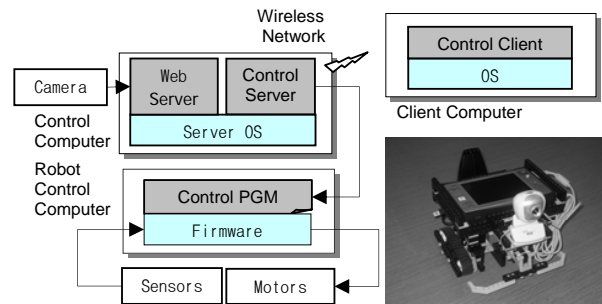 Wireless
Network
Control Client
OS
Client Computer
Camera
Web
Server
Control
Server
Server OS
Control
Computer
Robot
Control
Computer
Control PGM
Firmware
Sensors
Motors